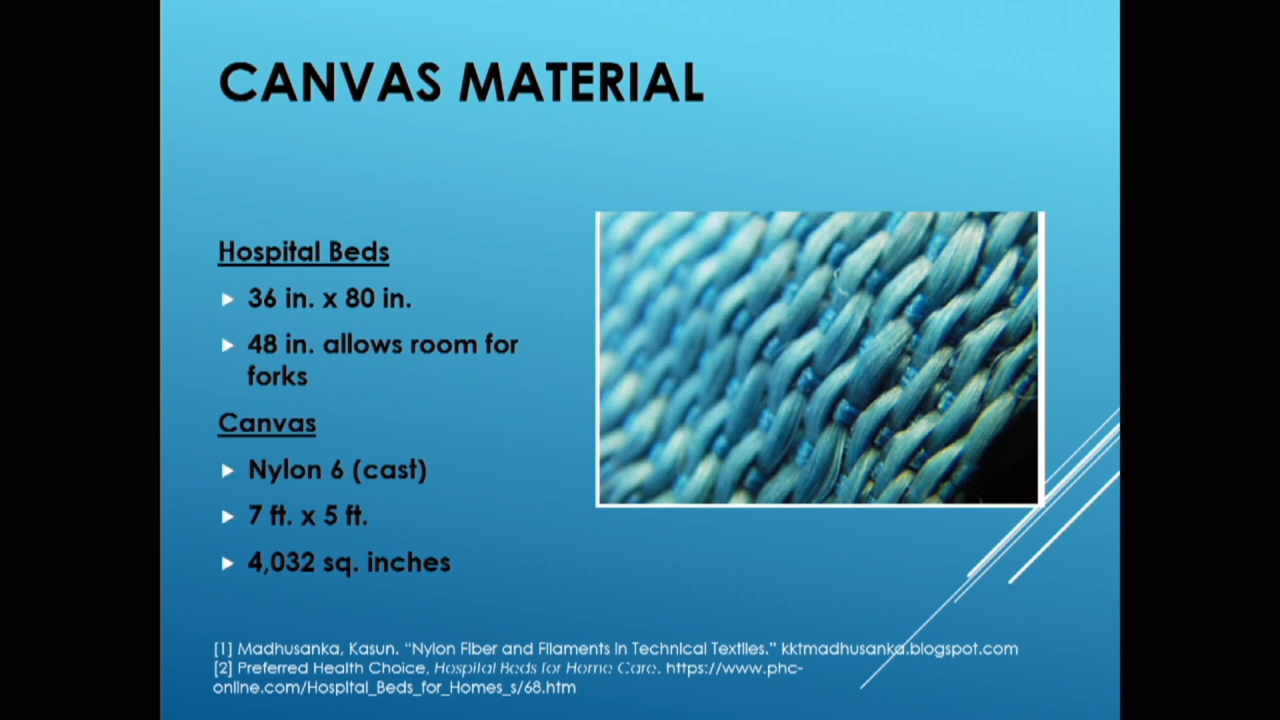 CANVAS MATERIAL
Hospital Beds
36 in. x 80 in.
48 in. allows room for
forks
Canvas
Nylon 6 (cast)
7 ft. x 5 ft.
4,032 sq. inches
[1] Madhusanka, Kasun. “Nylon Fiber and Filaments in Technical Textiles.” kktmadhusanka.blogspot.com
[2] Preferred Health Choice, Hospital Beds for Home Care. https://www.phc-
online.com/Hospital_Beds_for_Homes_s/68.htm